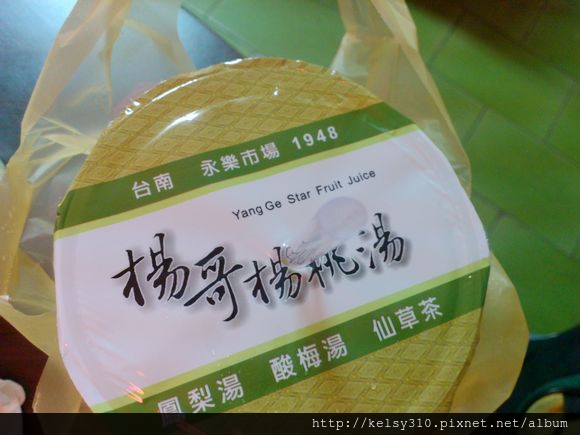 台南 永樂市場 1948
Yang Ge Star Fruit Juice
楊哥楊桃湯
鳳梨湯 酸梅湯 仙草茶
http://kelsy310.pixnet.net/album